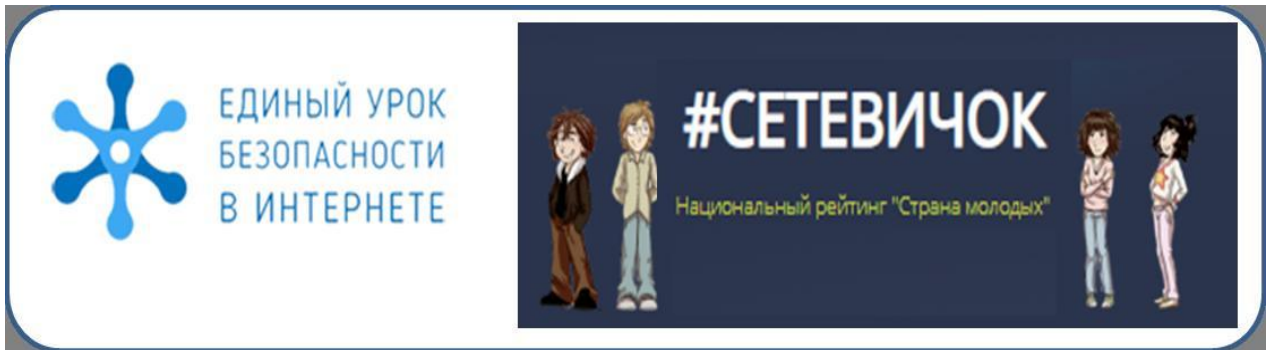 ЕДИНЫЙ УРОК
БЕЗОПАСНОСТИ
В ИНТЕРНЕТЕ
#СЕТЕВИЧОК
Национальный рейтинг "Страна молодых"